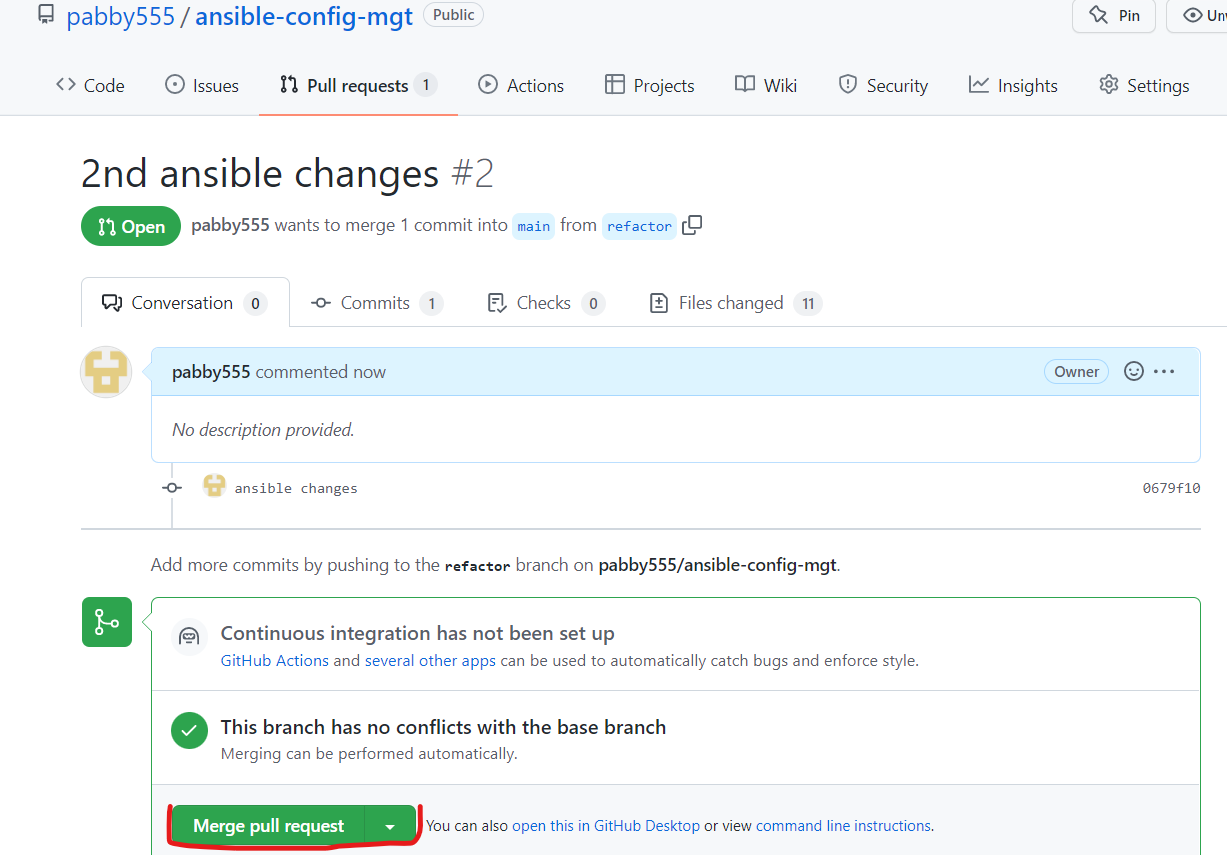 pabby555 / ansible-config-mgt Public Pin
Code Issues Pull requests 1 Actions Projects Wiki Security Insights Settings
2nd ansible changes #2
Open pabby555 wants to merge 1 commit into main from refactor
Conversation 0 Commits 1 Checks 0 Files changed 11
pabby555 commented now Owner
No description provided.
ansible changes 0679f10
Add more commits by pushing to the refactor branch on pabby555/ansible-config-mgt.
Continuous integration has not been set up
GitHub Actions and several other apps can be used to automatically catch bugs and enforce style.
This branch has no conflicts with the base branch
Merging can be performed automatically.
Merge pull request You can also open this in GitHub Desktop or view command line instructions.